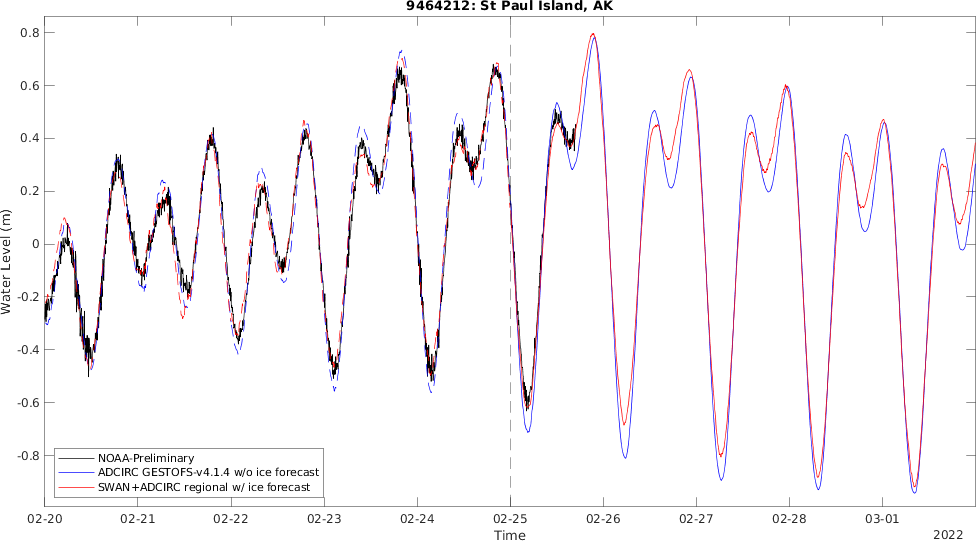 9464212: St Paul Island, AK
0.8
0.6
0.4
0.2
0
-0.2
-0.4
-0.6
-0.8
Water Level (m)
NOAA-Preliminary
ADCIRC GESTOFS-v4.1.4 w/o ice forecast
SWAN+ADCIRC regional w/ ice forecast
02-20 02-21 02-22 02-23 02-24 02-25 02-26 02-27 02-28 03-01
Time
2022